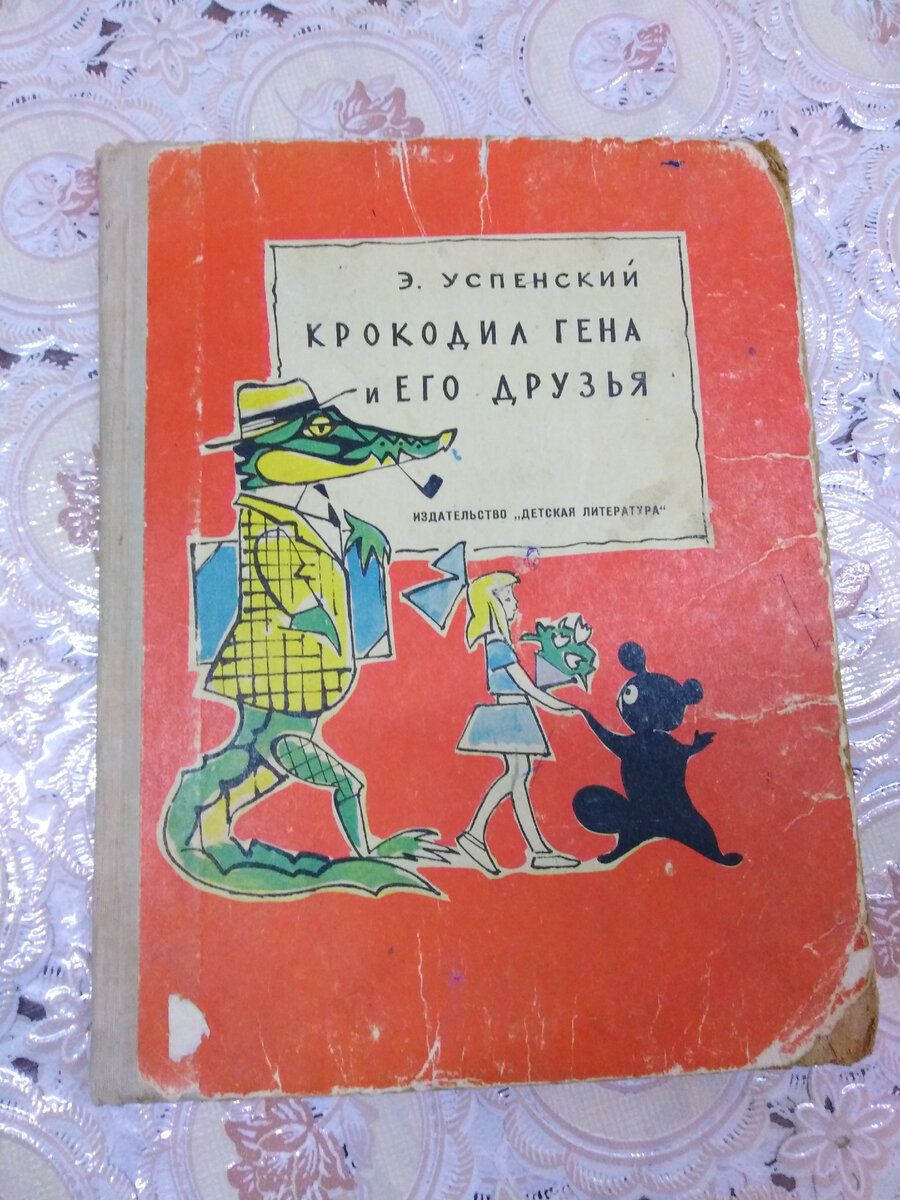 Э. УСПЕНСКИЙ
КРОКОДИЛ ГЕНА
и ЕГО ДРУЗЬЯ
ИЗДАТЕЛЬСТВО „ДЕТСКАЯ ЛИТЕРАТУРА"